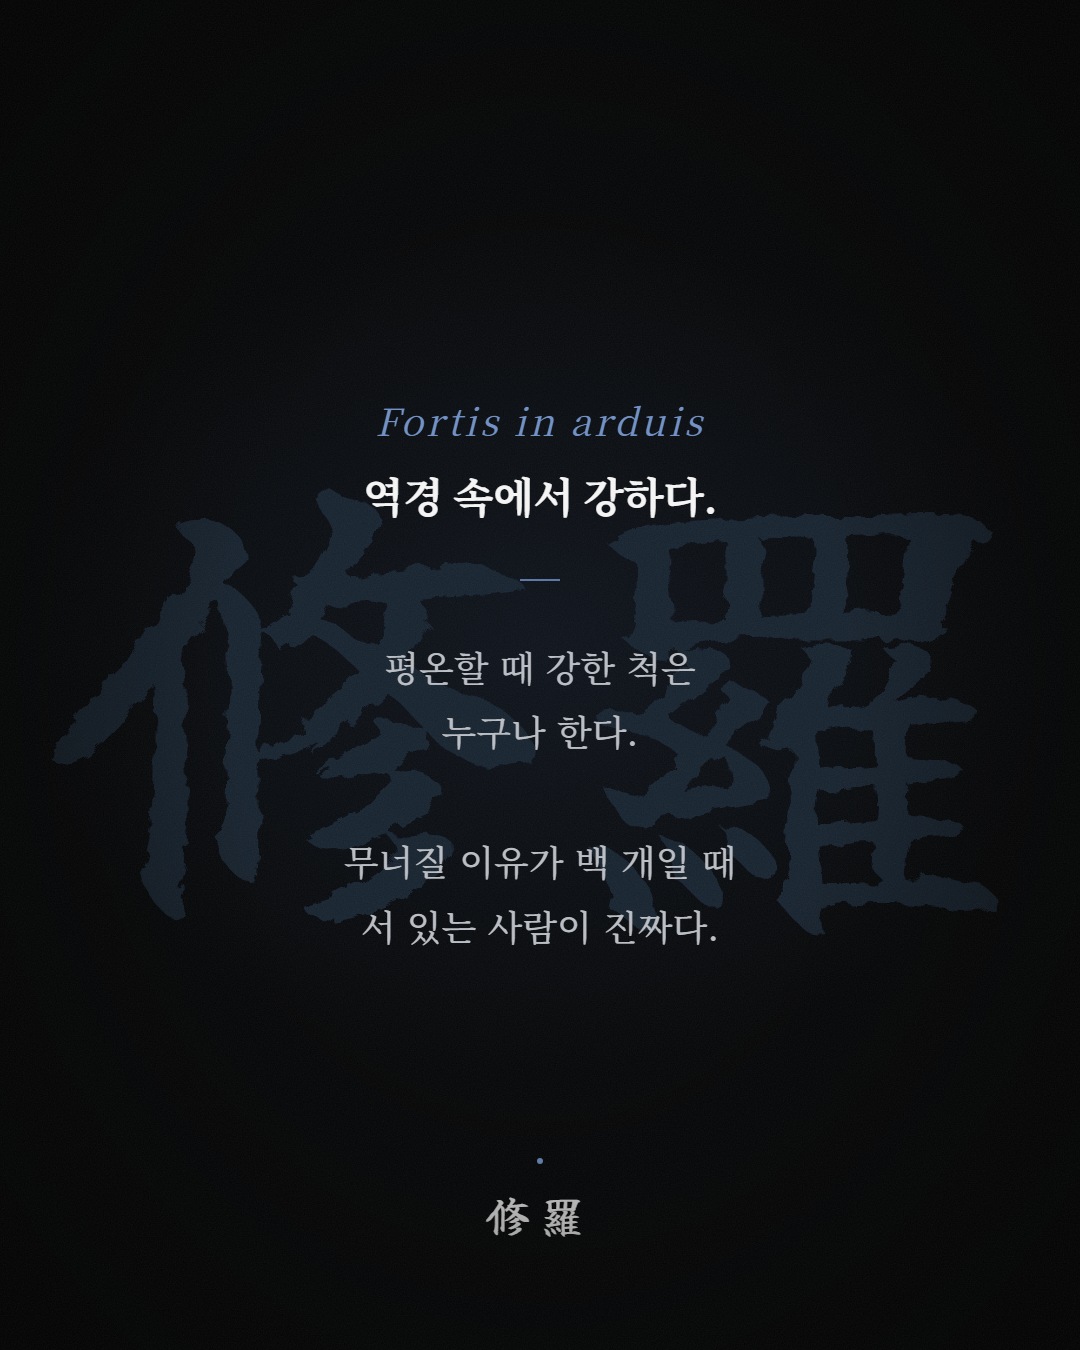 Fortis in arduis
역경 속에서 강하다.
修羅
평온할 때 강한 척은
누구나 한다.
무너질 이유가 백 개일 때
서 있는 사람이 진짜다.
修羅